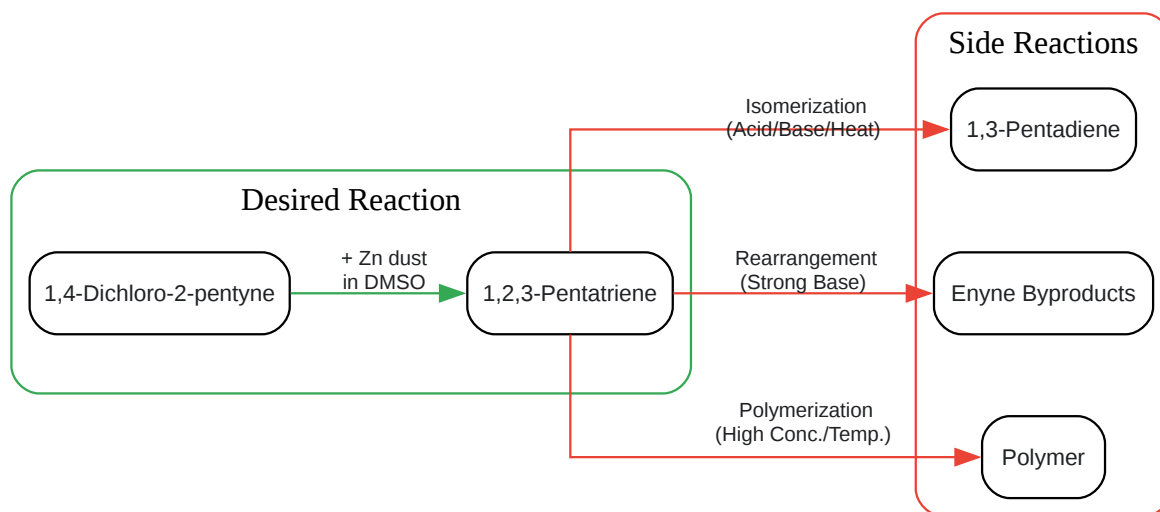 Side Reactions
Isomerization
(Acid/Base/Heat)
1,3-Pentadiene
Desired Reaction
1,4-Dichloro-2-pentyne
+ Zn dust
in DMSO
1,2,3-Pentatriene
Rearrangement
(Strong Base)
Enyne Byproducts
Polymerization
(High Conc./Temp.)
Polymer